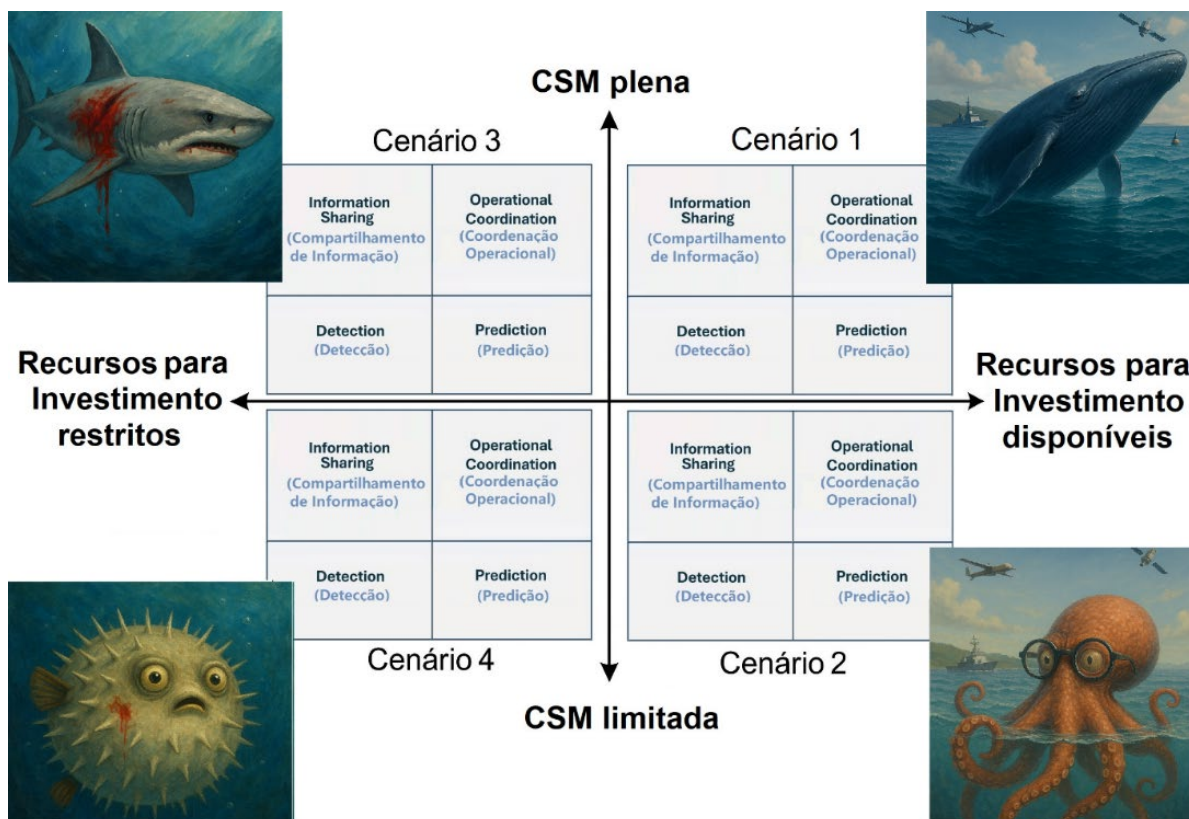 CSM plena
Cenário 3
Cenário 1
Information
Sharing
(Compartilhamento
de Informação)
Operational
Coordination
(Coordenação
Operacional)
Detection
(Detecção)
Prediction
(Predição)
Information
Sharing
(Compartilhamento
de Informação)
Operational
Coordination
(Coordenação
Operacional)
Detection
(Detecção)
Prediction
(Predição)
Recursos para
Investimento
restritos
Recursos para
Investimento
disponíveis
Information
Sharing
(Compartilhamento
de Informação)
Operational
Coordination
(Coordenação
Operacional)
Detection
(Detecção)
Prediction
(Predição)
Information
Sharing
(Compartilhamento
de Informação)
Operational
Coordination
(Coordenação
Operacional)
Detection
(Detecção)
Prediction
(Predição)
Cenário 4
Cenário 2
CSM limitada